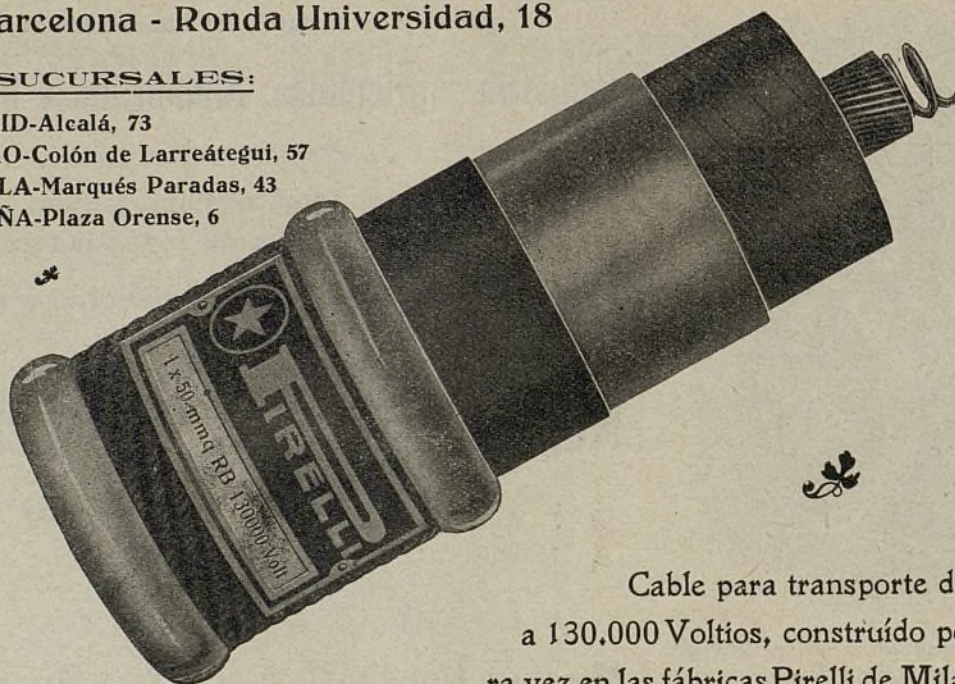 arcelona - Ronda Universidad, 18
SUCURSALES:
ID-Alcalá, 73
O-Colón de Larreátegui, 57
LA-Marqués Paradas, 43
ÑA-Plaza Orense, 6
PIRELLI
1 x 50 mmq RB 130000 Volt
Cable para transporte d
a 130.000 Voltios, construído p
ra vez en las fábricas Pirelli de Mila